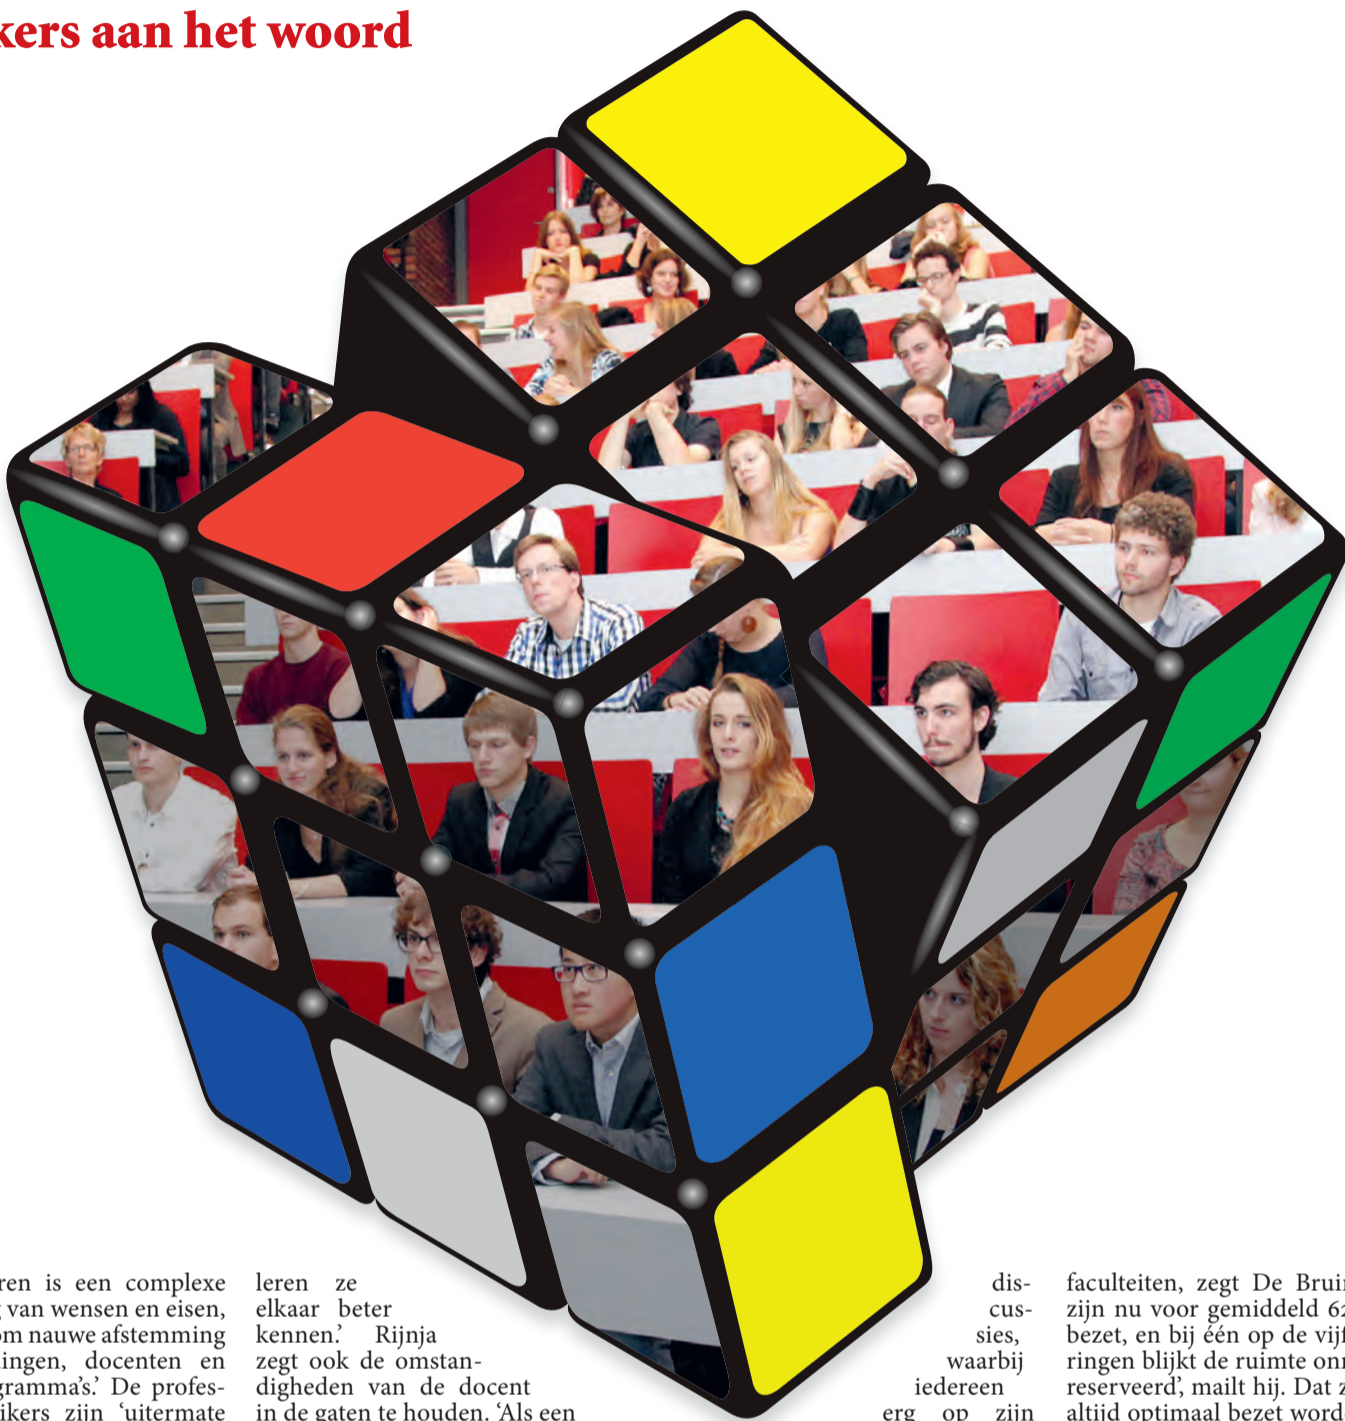 kers aan het woord
ren is een complexe
g van wensen en eisen,
om nauwe afstemming
ingen, docenten en
gramma's.' De profes-
ikers zijn 'uitermate
leren ze
elkaar beter
kennen.' Rijnja
zegt ook de omstan-
digheden van de docent
in de gaten te houden. 'Als een
dis-
cus-
sies,
waarbij
iedereen
erg op zijn
faculteiten, zegt De Bruin
zijn nu voor gemiddeld 62
bezet, en bij één op de vijf
ringen blijkt de ruimte onn
reserveerd', mailt hij. Dat z
altijd optimaal bezet worde